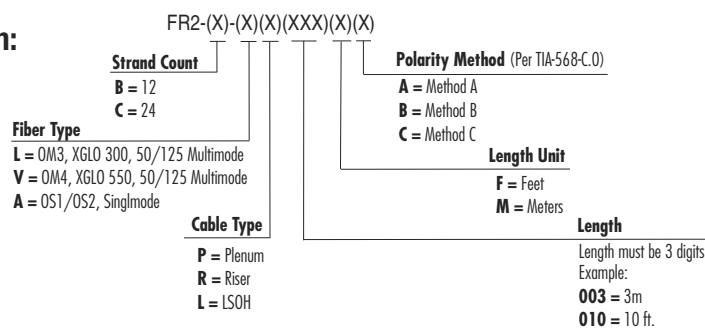 FR2-(X)-(X)(X)(XXX)(X)(X)
n:
Strand Count
B = 12
C = 24
Fiber Type
L = OM3, XGLO 300, 50/125 Multimode
V = OM4, XGLO 550, 50/125 Multimode
A = OS1/OS2, Singlmode
Cable Type
P = Plenum
R = Riser
L = LSOH
Polarity Method (Per TIA-568-C.0)
A = Method A
B = Method B
C = Method C
Length Unit
F = Feet
M = Meters
Length
Length must be 3 digits
Example:
003 = 3m
010 = 10 ft.